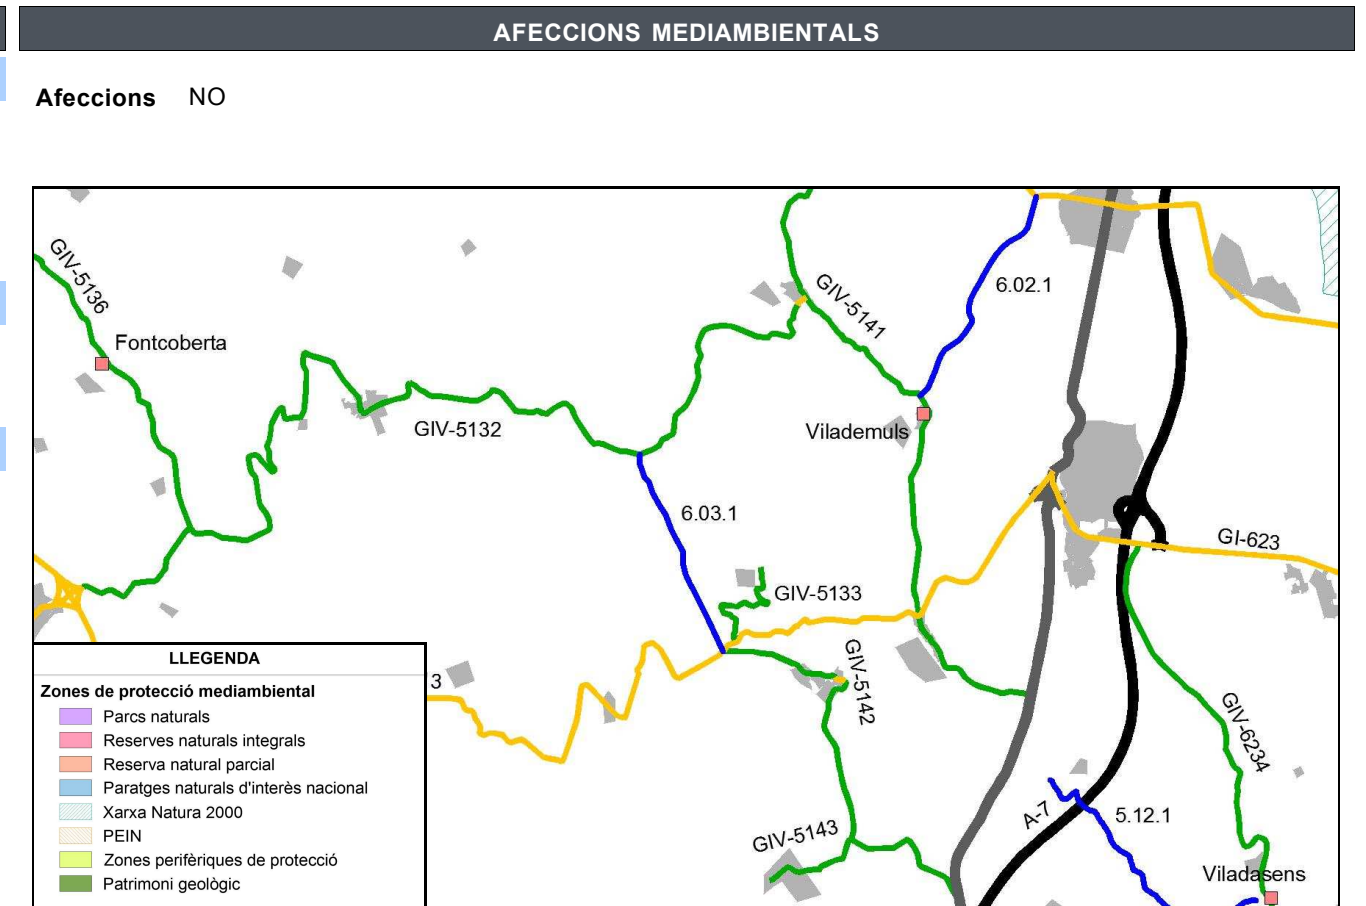 AFECCIONS MEDIAMBIENTALS
Afeccions NO
GIV-5136
Fontcoberta
GIV-5141
6.02.1
GIV-5132
Vilademuls
6.03.1
GI-623
GIV-5133
GIV-5142
3
GIV-6234
A-7
5.12.1
GIV-5143
Viladasens
LLEGENDA
Zones de protecció mediambiental
Parcs naturals
Reserves naturals integrals
Reserva natural parcial
Paratges naturals d'interès nacional
Xarxa Natura 2000
PEIN
Zones perifèriques de protecció
Patrimoni geològic